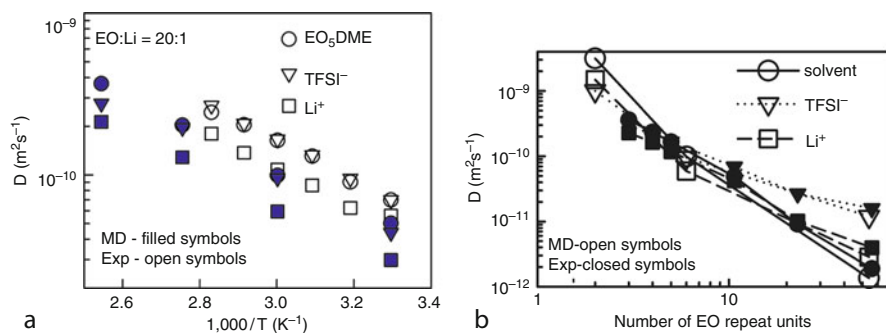 10⁻⁹
EO:Li = 20:1
EO₅DME
TFSI⁻
Li⁺
D (m²s⁻¹)
10⁻¹⁰
MD - filled symbols
Exp - open symbols
2.6 2.8 3.0 3.2 3.4
1,000/T (K⁻¹)
a
b
solvent
TFSI⁻
Li⁺
10⁻⁹
D (m²s⁻¹)
10⁻¹⁰
10⁻¹¹
10⁻¹²
MD-open symbols
Exp-closed symbols
1 10
Number of EO repeat units